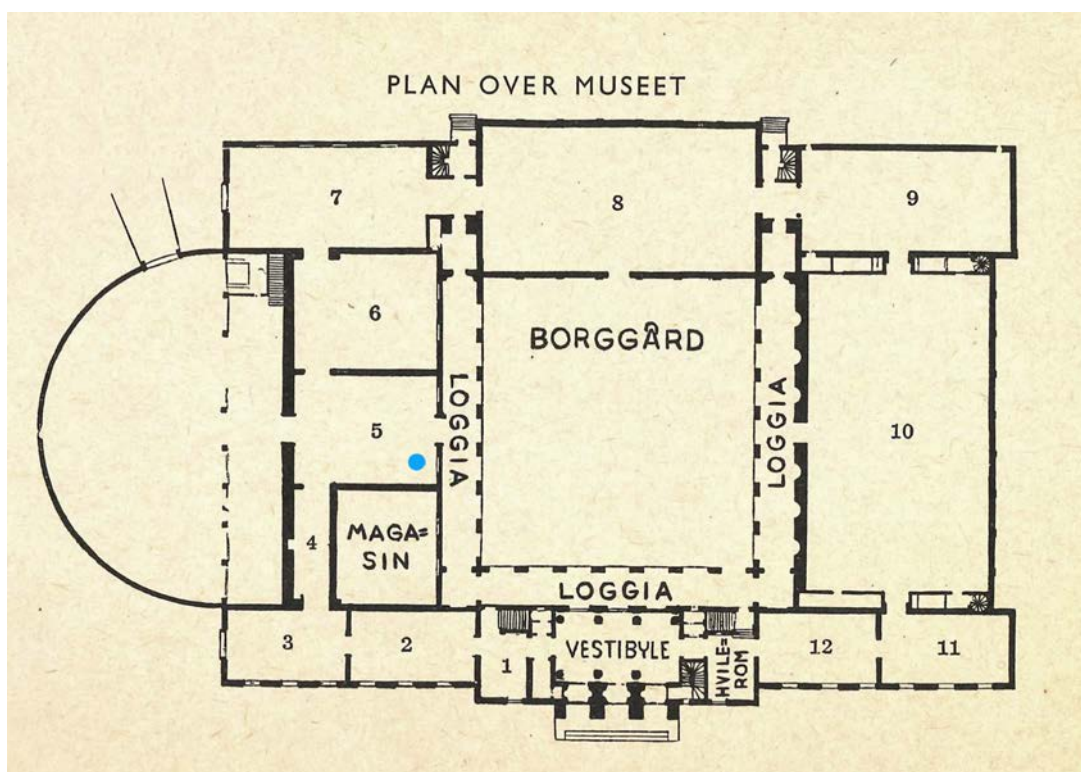 PLAN OVER MUSEET
7
8
9
6
BORGGÅRD
LOGGIA
LOGGIA
5
10
4
MAGA=
SIN
LOGGIA
3
2
1
VESTIBYLE
HVILE=
ROM
12
11